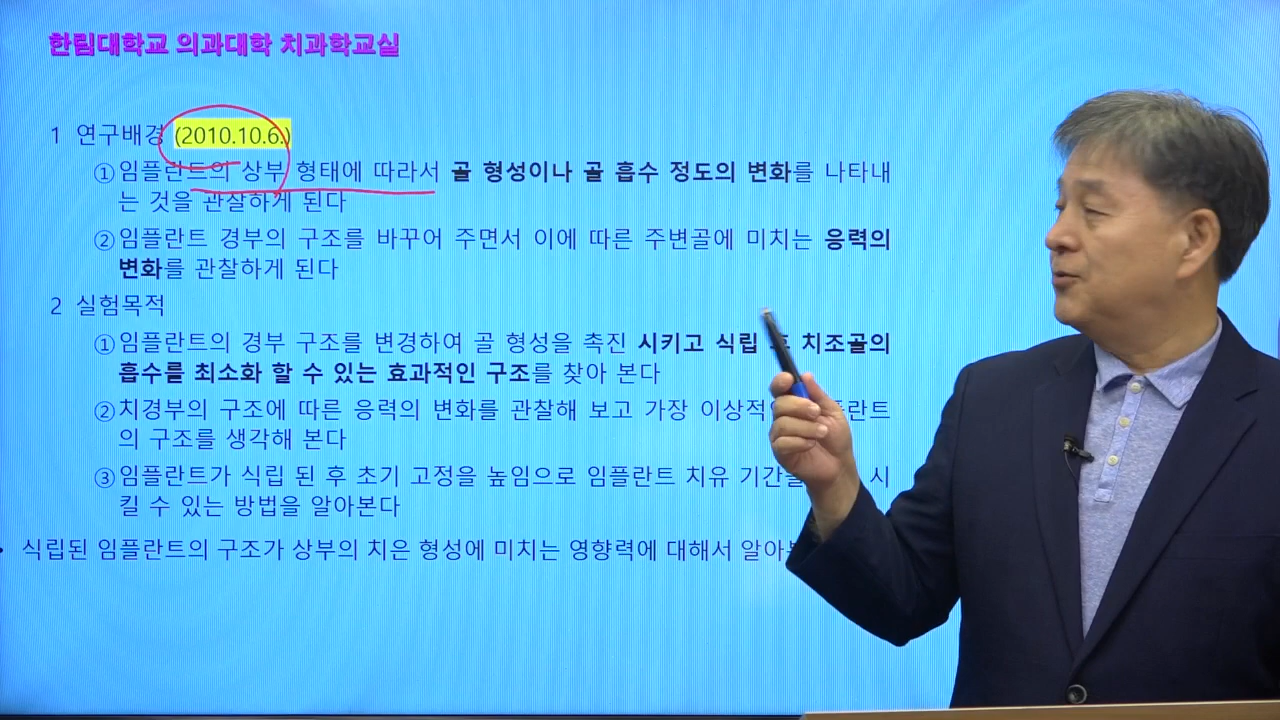 한림대학교 의과대학 치과학교실
1 연구배경 (2010.10.6.)
①임플란트의 상부 형태에 따라서 골 형성이나 골 흡수 정도의 변화를 나타내
는 것을 관찰하게 된다
②임플란트 경부의 구조를 바꾸어 주면서 이에 따른 주변골에 미치는 응력의
변화를 관찰하게 된다
2 실험목적
①임플란트의 경부 구조를 변경하여 골 형성을 촉진 시키고 식립 후 치조골의
흡수를 최소화 할 수 있는 효과적인 구조를 찾아 본다
②치경부의 구조에 따른 응력의 변화를 관찰해 보고 가장
의 구조를 생각해 본다
③임플란트가 식립 된 후 초기 고정을 높임으로 임플란트 치유 시
킬 수 있는 방법을 알아본다
식립된 임플란트의 구조가 상부의 치은 형성에 미치는 영향력에 대해서